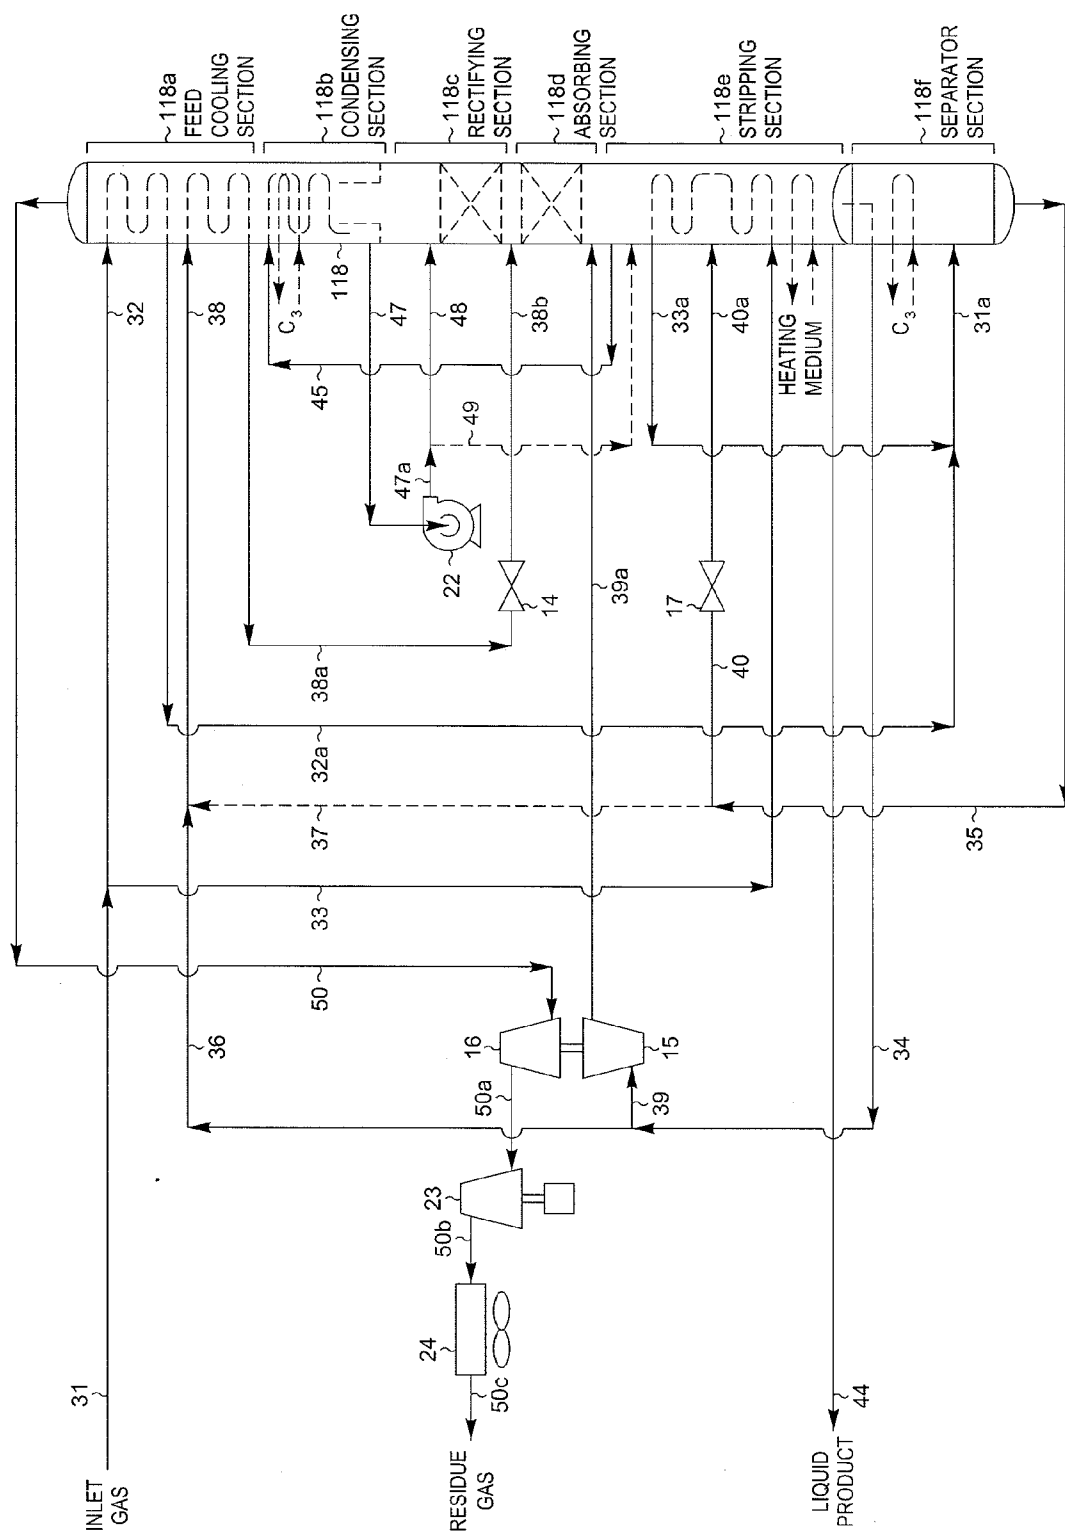 118a
FEED
COOLING
SECTION
118b
CONDENSING
SECTION
118c
RECTIFYING
SECTION
118d
ABSORBING
SECTION
118e
STRIPPING
SECTION
118f
SEPARATOR
SECTION
32
38
C3
118
47
48
38b
33a
40a
HEATING
MEDIUM
C3
31a
45
49
47a
22
14
39a
17
38a
40
32a
37
35
33
50
36
16
15
34
50a
39
23
50b
24
50c
31
44
INLET
GAS
RESIDUE
GAS
LIQUID
PRODUCT